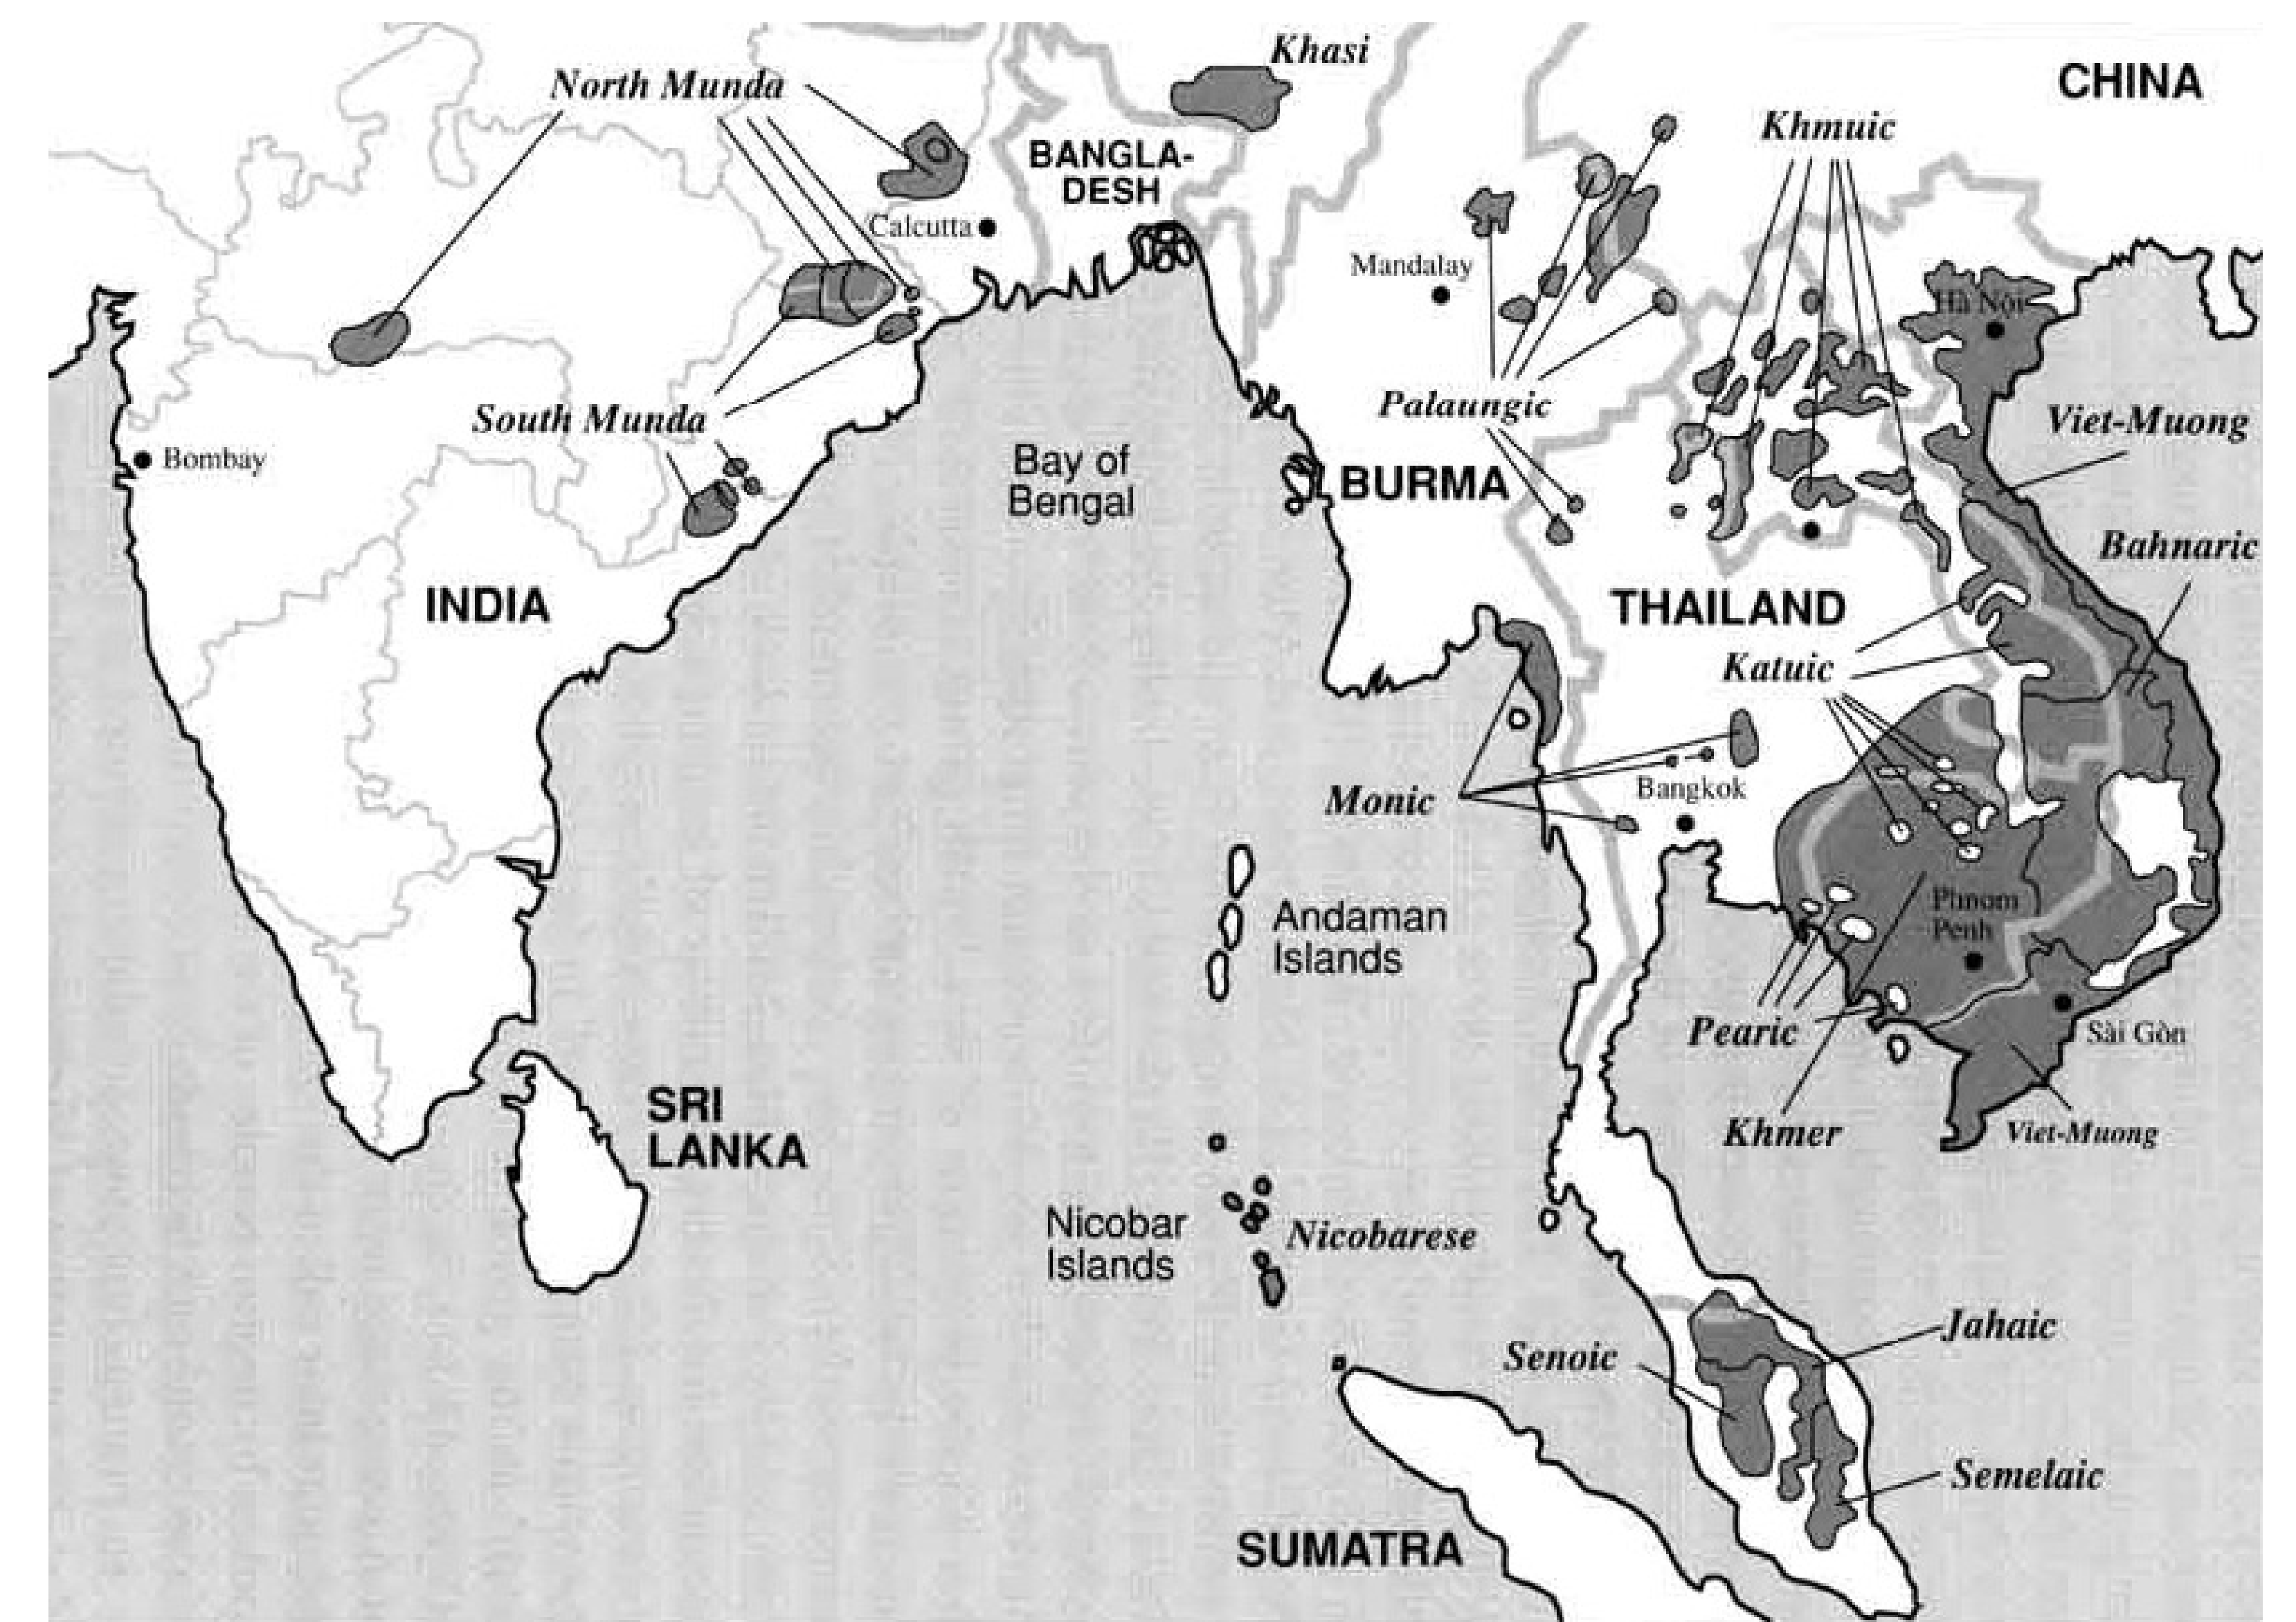 Khasi
North Munda
CHINA
Khmuic
BANGLA-
DESH
Calcutta
Mandalay
Hà Nội
Palaungic
South Munda
Viet-Muong
Bombay
Bay of
Bengal
BURMA
Bahnaric
INDIA
THAILAND
Katuic
Monic
Bangkok
Andaman
Islands
Phnom
Penh
Pearic
Sài Gòn
SRI
LANKA
Khmer
Viet-Muong
Nicobar
Islands
Nicobarese
Jahaic
Senoic
Semelaic
SUMATRA